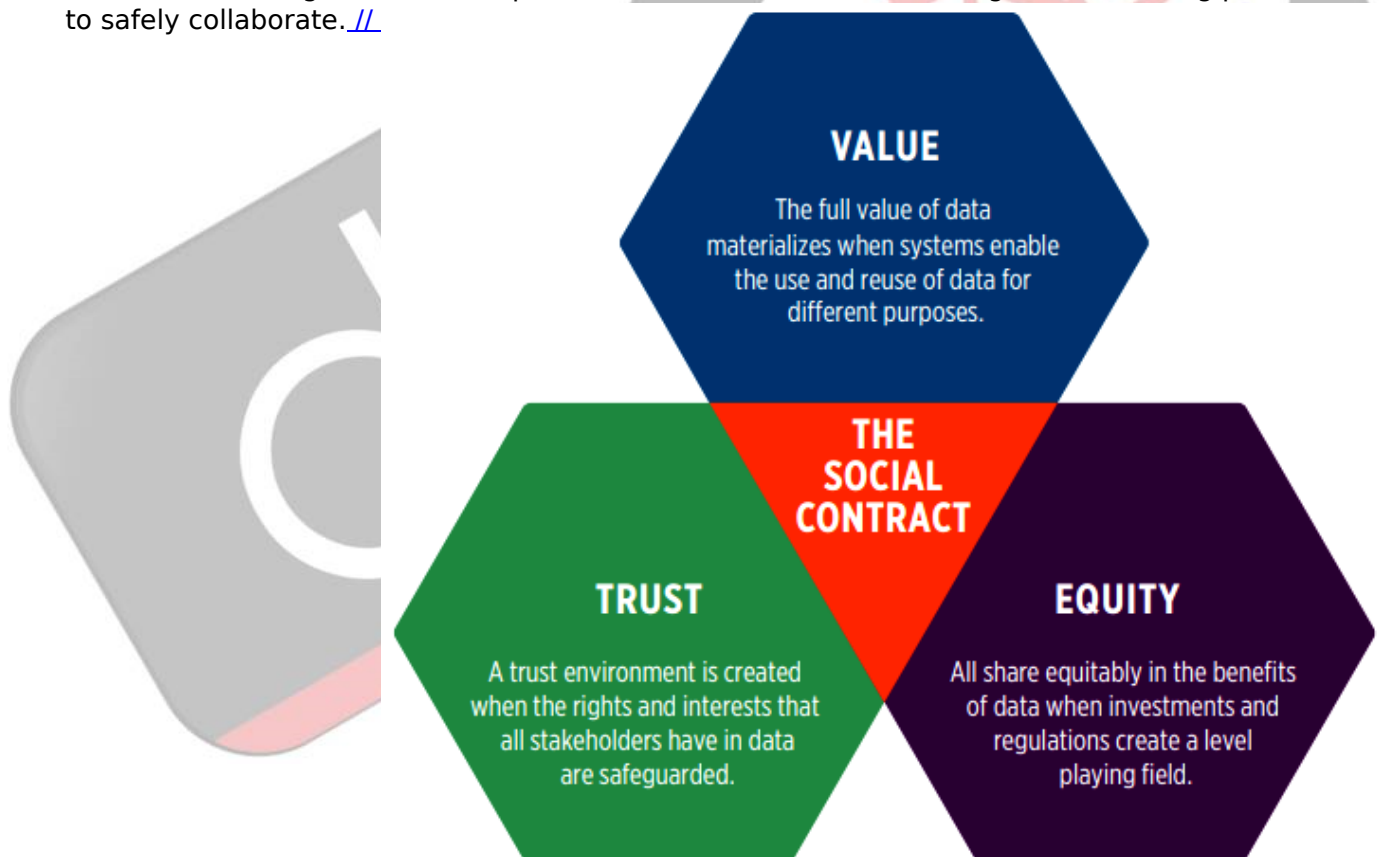 to safely collaborate. //
VALUE
The full value of data
materializes when systems enable
the use and reuse of data for
different purposes.
THE
SOCIAL
CONTRACT
TRUST
A trust environment is created
when the rights and interests that
all stakeholders have in data
are safeguarded.
EQUITY
All share equitably in the benefits
of data when investments and
regulations create a level
playing field.